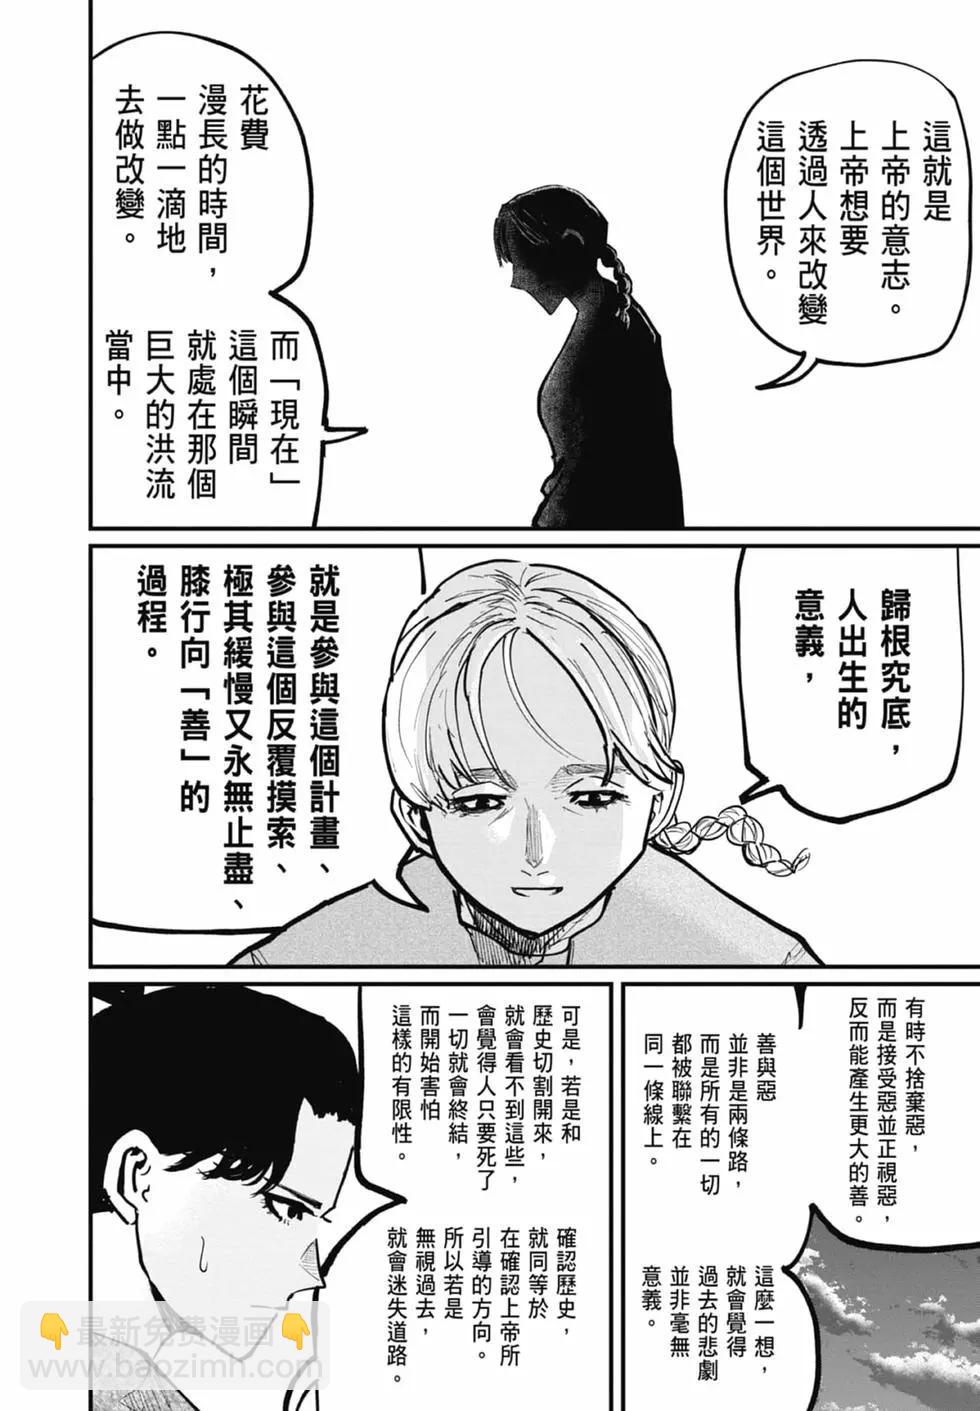 這就是
上帝的意志。
上帝想要
透過人來改變
這個世界。
花費
漫長的時間，
一點一滴地
去做改變。
而「現在」
這個瞬間
就處在那個
巨大的洪流
當中。
歸根究底，
人出生的
意義，
就是參與這個計畫、
參與這個反覆摸索、
極其緩慢又永無止盡、
膝行向「善」的
過程。
有時不捨棄惡，
而是接受惡並正視惡，
反而能產生更大的善。
善與惡
並非是兩條路，
而是所有的一切
都被聯繫在
同一條線上。
這麼一想，
就會覺得
過去的悲劇
並非毫無
意義。
可是，若是和
歷史切割開來，
就會看不到這些，
會覺得人只要死了
一切就會終結，
而開始害怕
這樣的有限性。
確認歷史，
就同等於
在確認上帝所
引導的方向。
所以若是
無視過去，
就會迷失道路。
👇最新免费漫画👇
www.baozimh.com